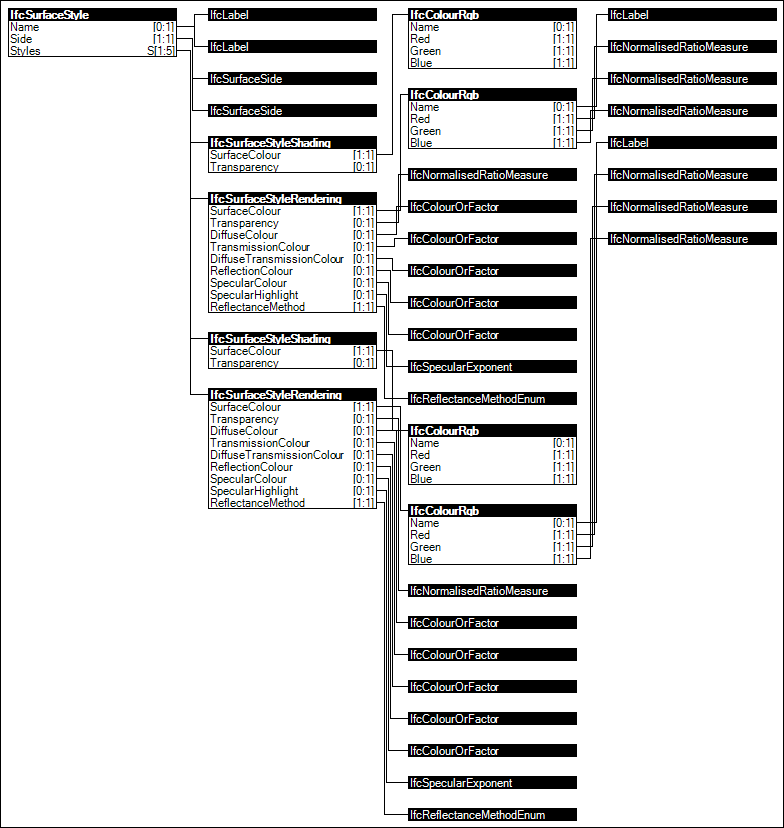 IfcSurfaceStyle
Name [0:1]
Side [1:1]
Styles S[1:5]
IfcLabel
IfcLabel
IfcSurfaceSide
IfcSurfaceSide
IfcSurfaceStyleShading
SurfaceColour [1:1]
Transparency [0:1]
IfcSurfaceStyleRendering
SurfaceColour [1:1]
Transparency [0:1]
DiffuseColour [0:1]
TransmissionColour [0:1]
DiffuseTransmissionColour [0:1]
ReflectionColour [0:1]
SpecularColour [0:1]
SpecularHighlight [0:1]
ReflectanceMethod [1:1]
IfcSurfaceStyleShading
SurfaceColour [1:1]
Transparency [0:1]
IfcSurfaceStyleRendering
SurfaceColour [1:1]
Transparency [0:1]
DiffuseColour [0:1]
TransmissionColour [0:1]
DiffuseTransmissionColour [0:1]
ReflectionColour [0:1]
SpecularColour [0:1]
SpecularHighlight [0:1]
ReflectanceMethod [1:1]
IfcColourRgb
Name [0:1]
Red [1:1]
Green [1:1]
Blue [1:1]
IfcColourRgb
Name [0:1]
Red [1:1]
Green [1:1]
Blue [1:1]
IfcNormalisedRatioMeasure
IfcColourOrFactor
IfcColourOrFactor
IfcColourOrFactor
IfcColourOrFactor
IfcColourOrFactor
IfcSpecularExponent
IfcReflectanceMethodEnum
IfcColourRgb
Name [0:1]
Red [1:1]
Green [1:1]
Blue [1:1]
IfcColourRgb
Name [0:1]
Red [1:1]
Green [1:1]
Blue [1:1]
IfcNormalisedRatioMeasure
IfcColourOrFactor
IfcColourOrFactor
IfcColourOrFactor
IfcColourOrFactor
IfcColourOrFactor
IfcSpecularExponent
IfcReflectanceMethodEnum
IfcLabel
IfcNormalisedRatioMeasure
IfcNormalisedRatioMeasure
IfcNormalisedRatioMeasure
IfcLabel
IfcNormalisedRatioMeasure
IfcNormalisedRatioMeasure
IfcNormalisedRatioMeasure